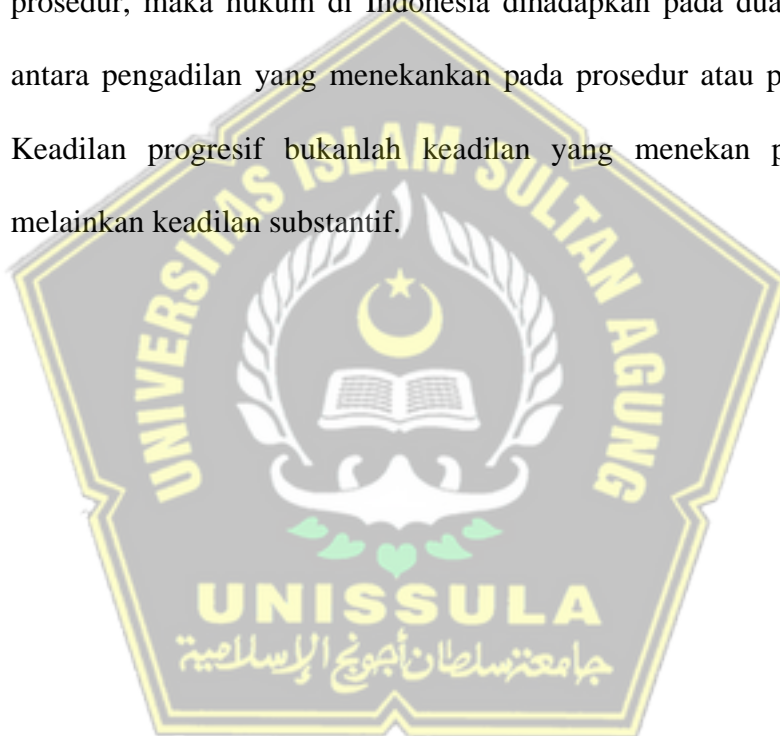 prosedur, maka hukum di Indonesia dihadapkan pada dua
antara pengadilan yang menekankan pada prosedur atau p
Keadilan progresif bukanlah keadilan yang menekan p
melainkan keadilan substantif.
UNIVERSITAS ISLAM SULTAN AGUNG
UNISSULA
جامعة سلطان أجونج الإسلامية